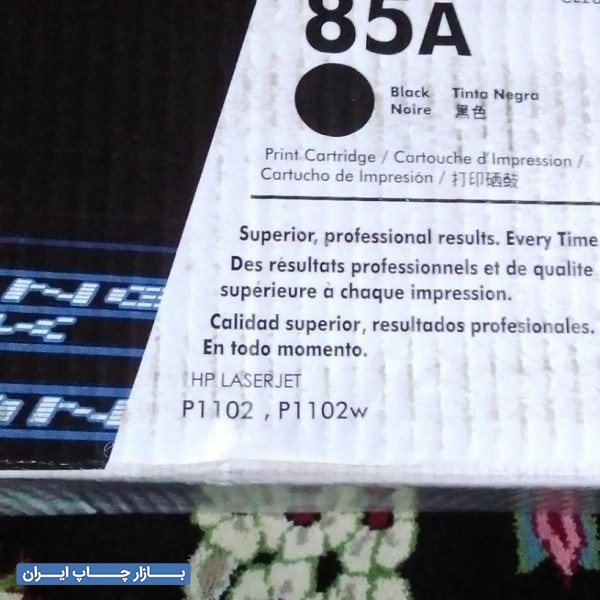 85A
Black Tinta Negra
Noire 黑色
Print Cartridge / Cartouche d'Impression /
Cartucho de Impresión / 打印硒鼓
Superior, professional results. Every Time
Des résultats professionnels et de qualite
supérieure à chaque impression.
Calidad superior, resultados profesionales.
En todo momento.
HP LASERJET
P1102 , P1102w
بازار چاپ ایران